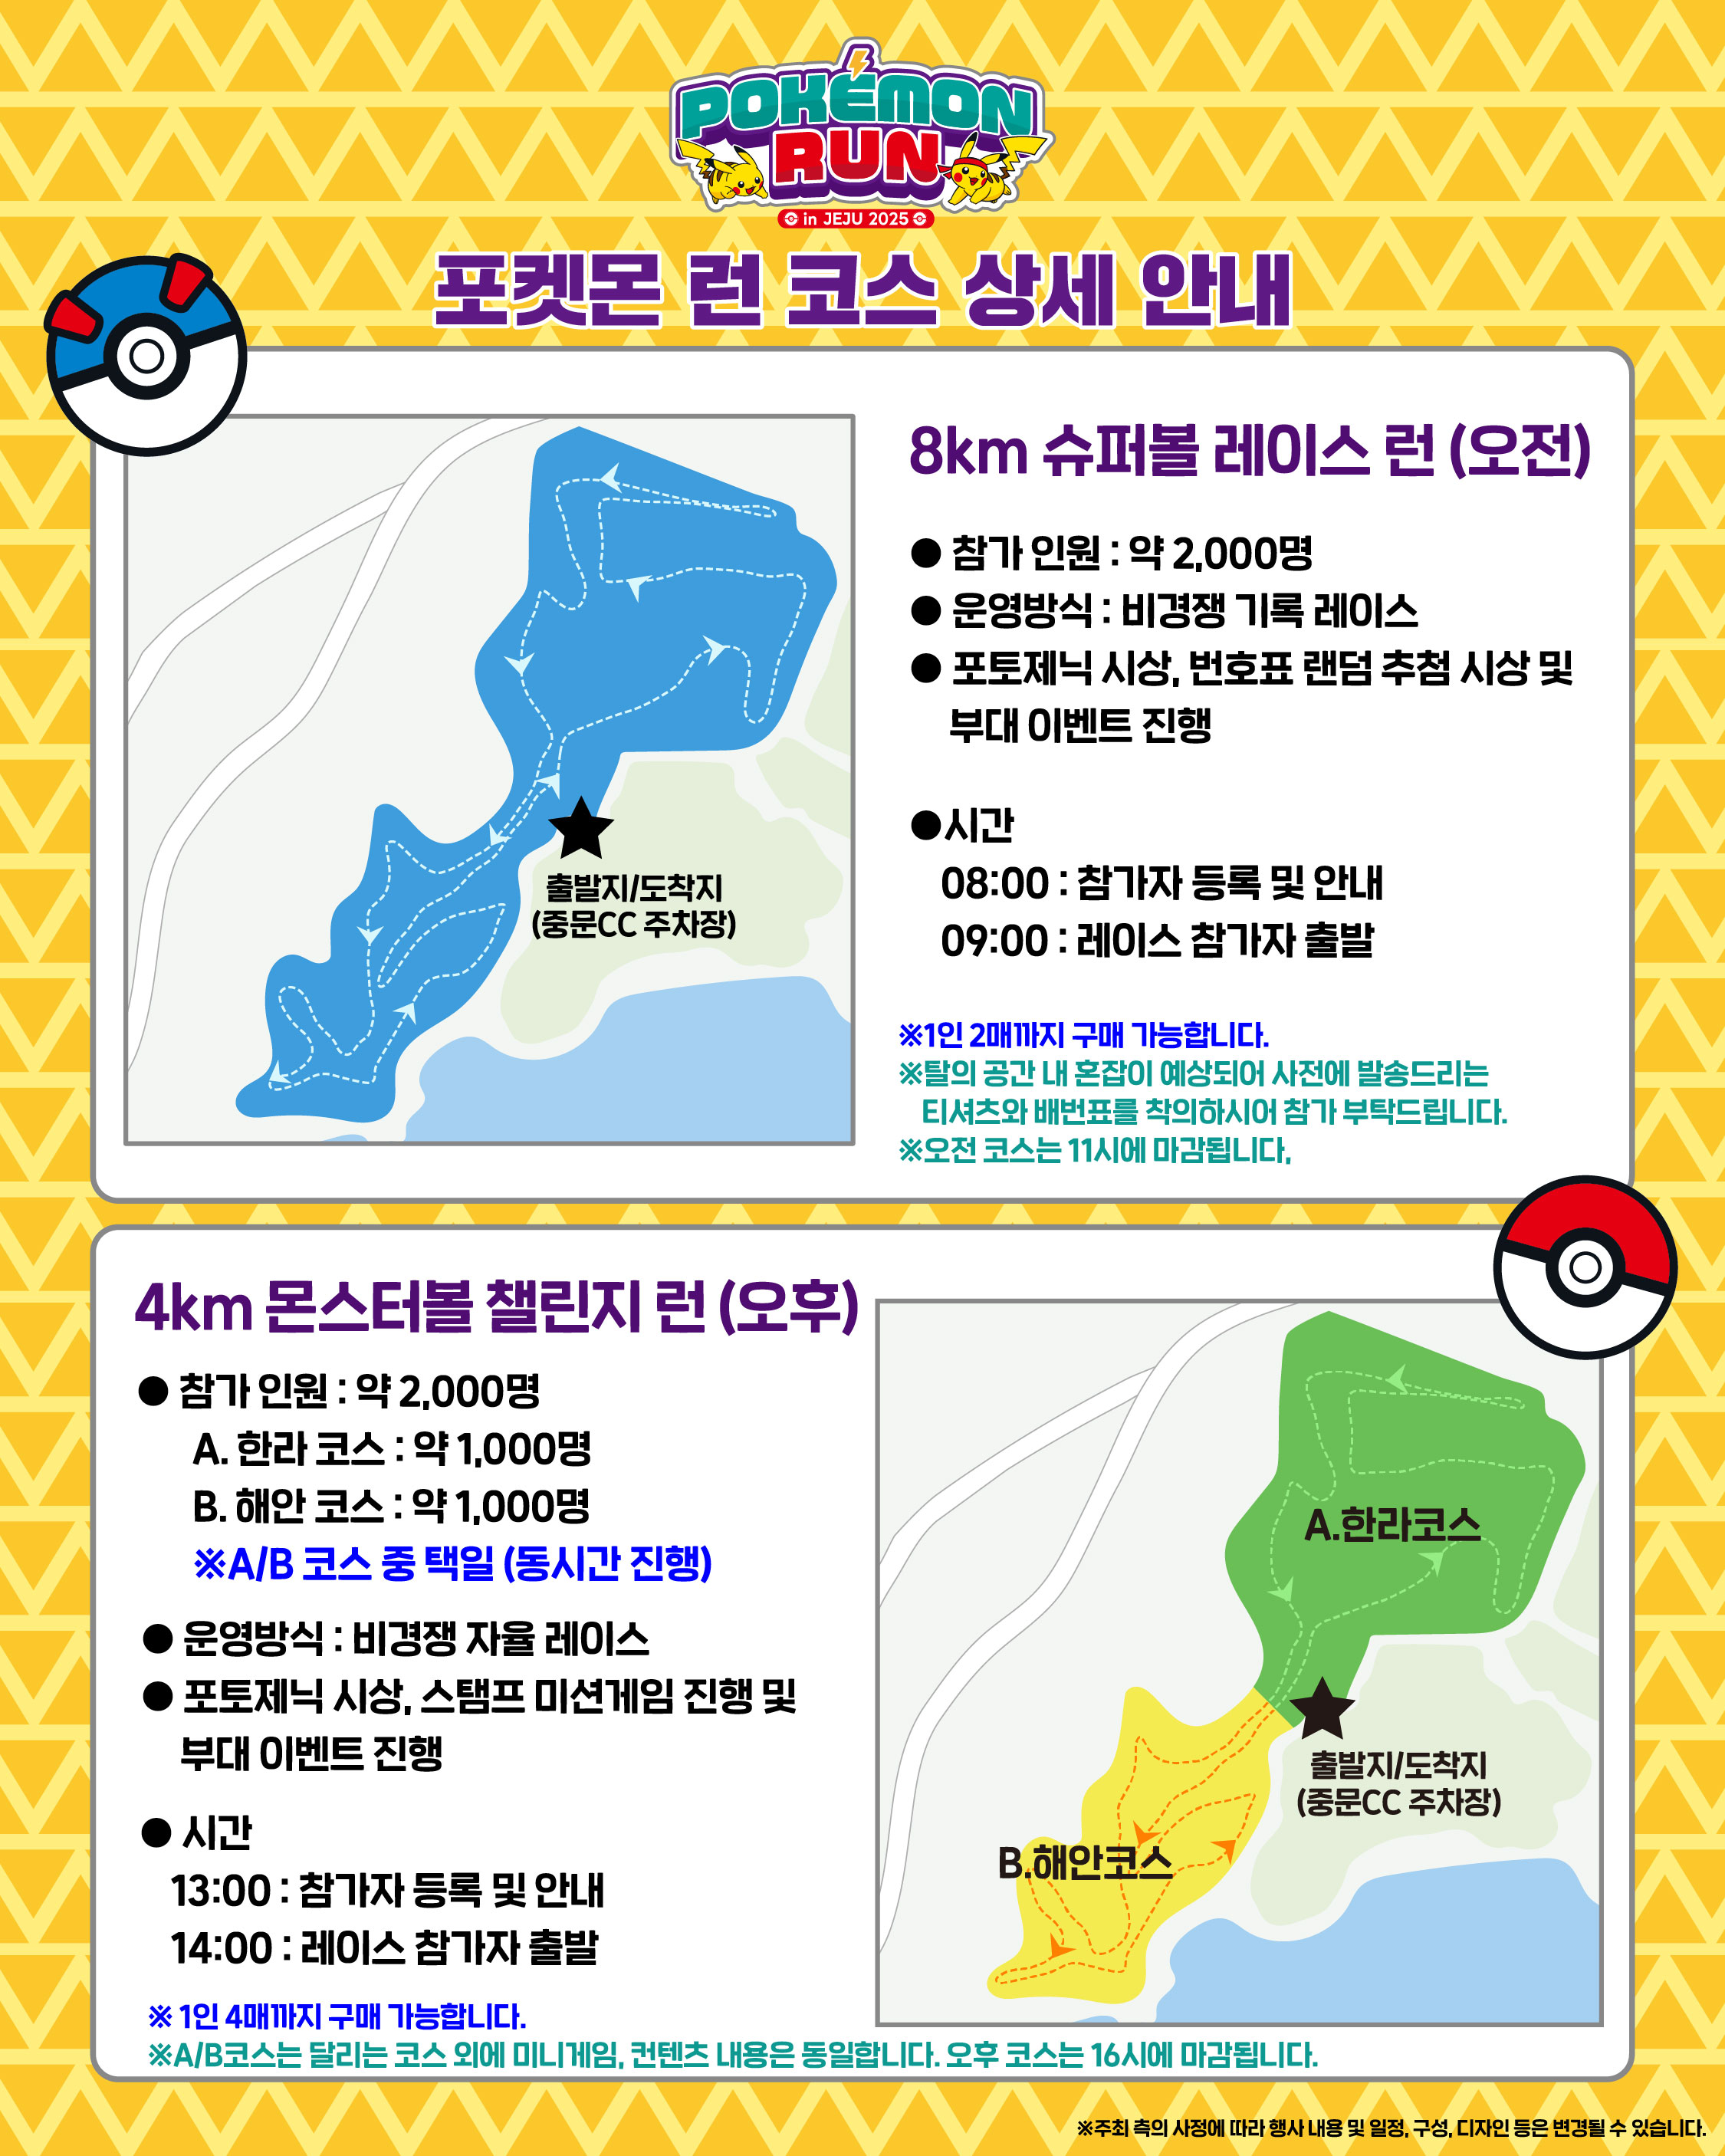 POKÉMON
RUN
in JEJU 2025
포켓몬 런 코스 상세 안내
출발지/도착지
(중문CC 주차장)
8km 슈퍼볼 레이스 런 (오전)
● 참가 인원 : 약 2,000명
● 운영방식 : 비경쟁 기록 레이스
● 포토제닉 시상, 번호표 랜덤 추첨 시상 및
부대 이벤트 진행
●시간
08:00 : 참가자 등록 및 안내
09:00 : 레이스 참가자 출발
※1인 2매까지 구매 가능합니다.
※탈의 공간 내 혼잡이 예상되어 사전에 발송드리는
티셔츠와 배번표를 착의하시어 참가 부탁드립니다.
※오전 코스는 11시에 마감됩니다,
4km 몬스터볼 챌린지 런 (오후)
● 참가 인원 : 약 2,000명
A. 한라 코스 : 약 1,000명
B. 해안 코스 : 약 1,000명
※A/B 코스 중 택일 (동시간 진행)
● 운영방식 : 비경쟁 자율 레이스
● 포토제닉 시상, 스탬프 미션게임 진행 및
부대 이벤트 진행
● 시간
13:00 : 참가자 등록 및 안내
14:00 : 레이스 참가자 출발
※ 1인 4매까지 구매 가능합니다.
※A/B코스는 달리는 코스 외에 미니게임, 컨텐츠 내용은 동일합니다. 오후 코스는 16시에 마감됩니다.
A.한라코스
출발지/도착지
(중문CC 주차장)
B.해안코스
※주최 측의 사정에 따라 행사 내용 및 일정, 구성, 디자인 등은 변경될 수 있습니다.